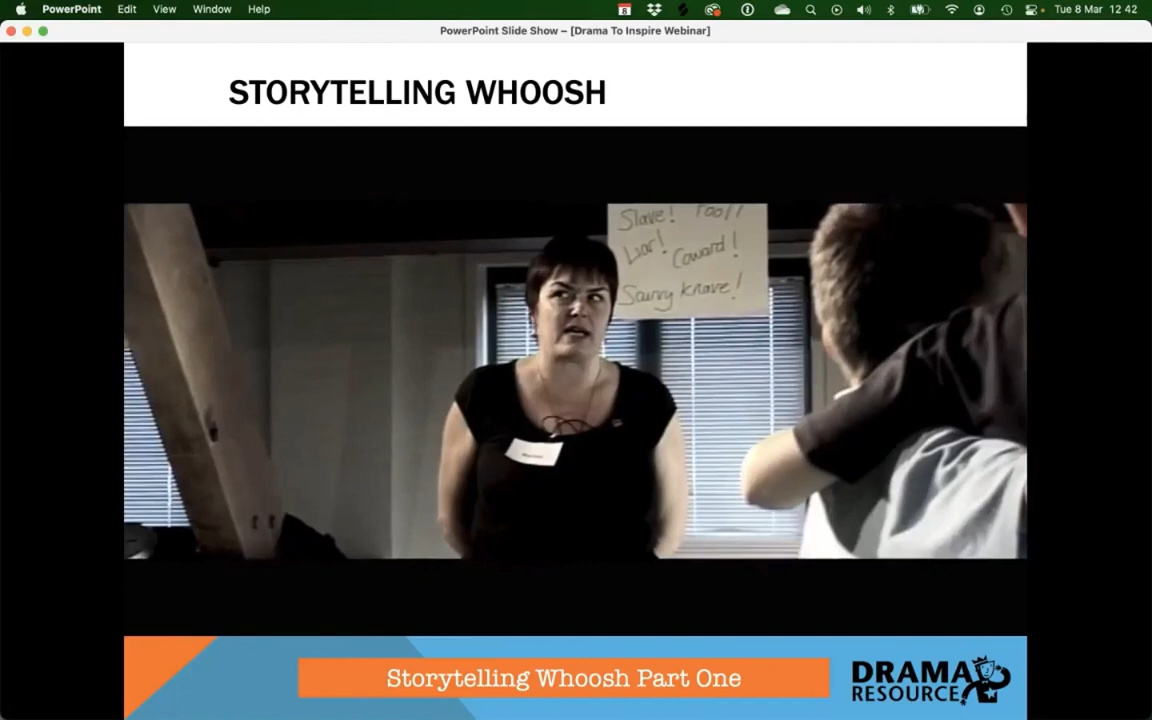 PowerPoint Edit View Window Help
8
Tue 8 Mar 12 42
PowerPoint Slide Show – [Drama To Inspire Webinar]
STORYTELLING WHOOSH
Slave! Fool!
Liar! Coward!
Scurvy knave!
Storytelling Whoosh Part One
DRAMA
RESOURCE